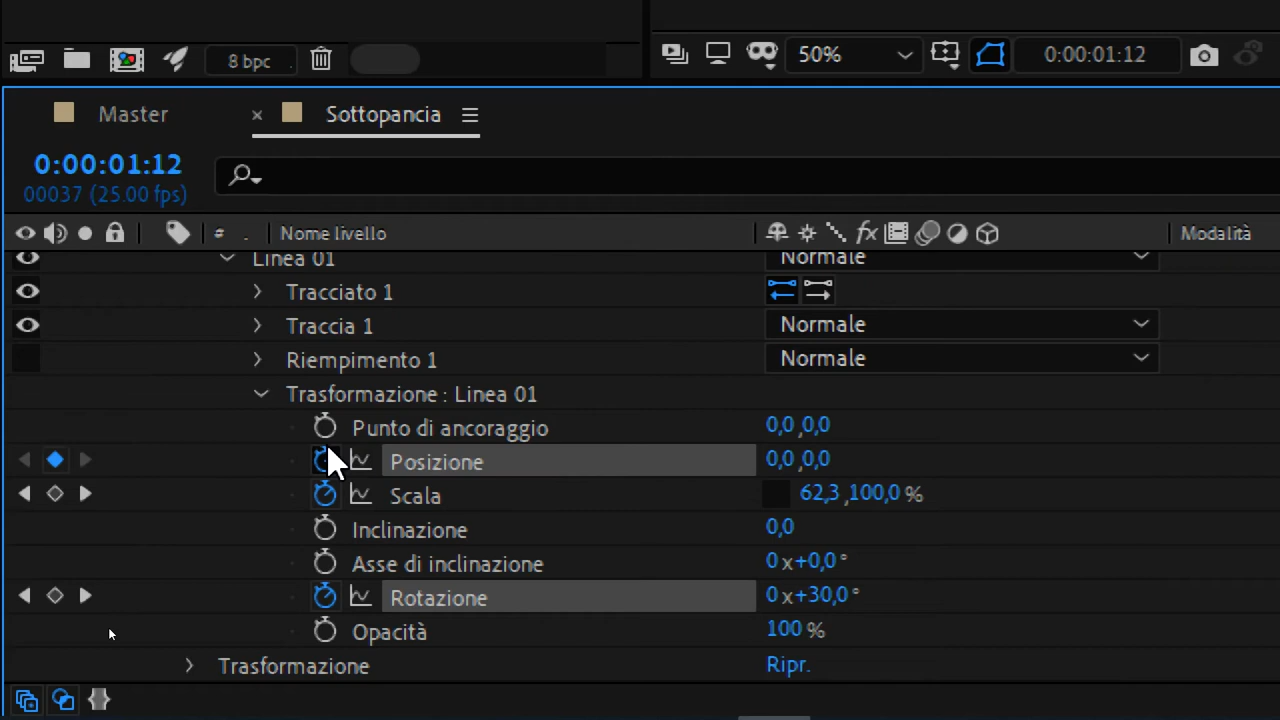 8 bpc
50%
0:00:01:12
Master
× Sottopancia
0:00:01:12
00037 (25.00 fps)
# . Nome livello
fx
Modalità
Linea 01
Normale
Tracciato 1
Traccia 1
Normale
Riempimento 1
Normale
Trasformazione : Linea 01
Punto di ancoraggio
0,0 ,0,0
Posizione
0,0 ,0,0
Scala
62,3 ,100,0 %
Inclinazione
0,0
Asse di inclinazione
0 x+0,0 °
Rotazione
0 x+30,0 °
Opacità
100 %
Trasformazione
Ripr.